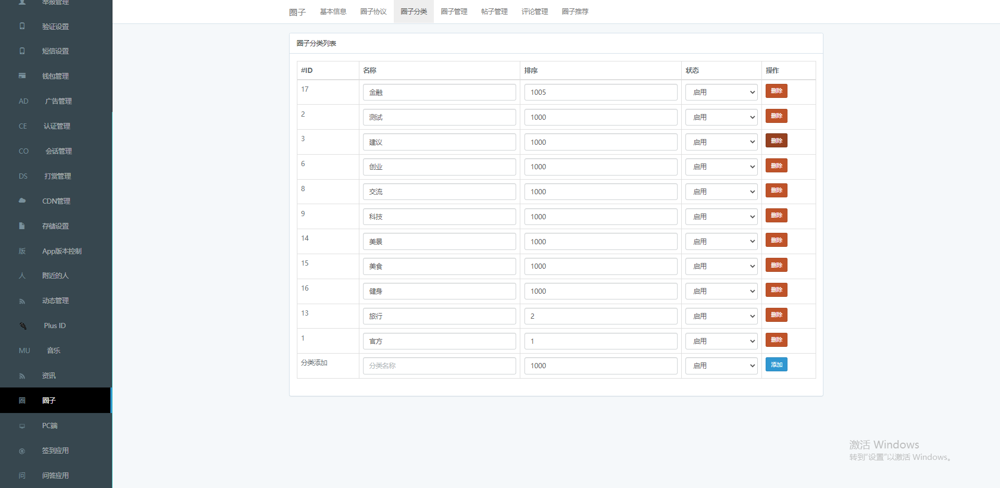 举报管理
验证设置
短信设置
钱包管理
AD 广告管理
CE 认证管理
CO 会话管理
DS 打赏管理
CDN管理
存储设置
版 App版本控制
人 附近的人
动态管理
Plus ID
MU 音乐
资讯
圈 圈子
PC端
签到应用
问 问答应用
圈子 基本信息 圈子协议 圈子分类 圈子管理 帖子管理 评论管理 圈子推荐
圈子分类列表
#ID 名称 排序 状态 操作
17 金融 1005 启用 删除
2 测试 1000 启用 删除
3 建议 1000 启用 删除
6 创业 1000 启用 删除
8 交流 1000 启用 删除
9 科技 1000 启用 删除
14 美景 1000 启用 删除
15 美食 1000 启用 删除
16 健身 1000 启用 删除
13 旅行 2 启用 删除
1 官方 1 启用 删除
分类添加 分类名称 1000 启用 添加
激活 Windows
转到"设置"以激活 Windows。